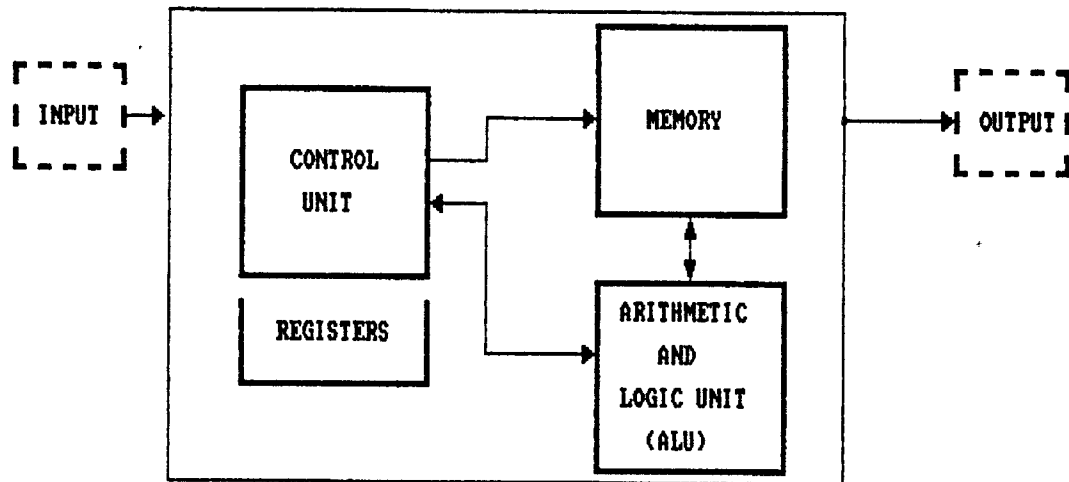 INPUT
CONTROL
UNIT
REGISTERS
MEMORY
ARITHMETIC
AND
LOGIC UNIT
(ALU)
OUTPUT